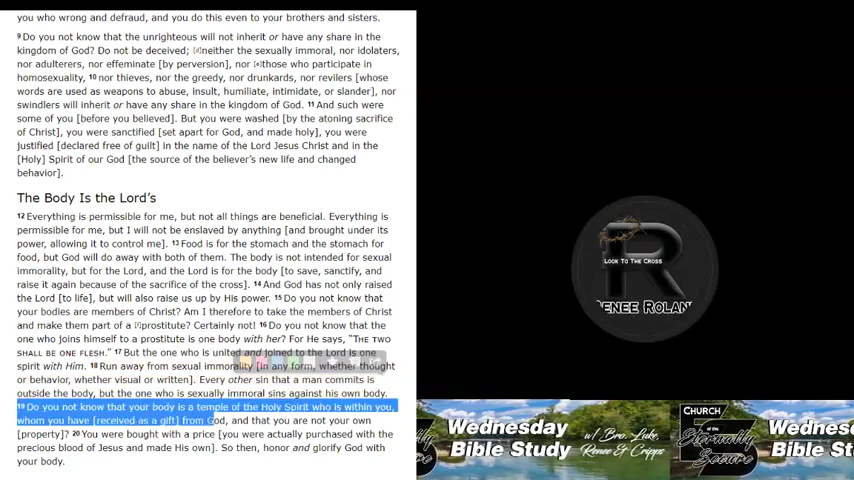 you who wrong and defraud, and you do this even to your brothers and sisters.
9 Do you not know that the unrighteous will not inherit or have any share in the
kingdom of God? Do not be deceived; [d]neither the sexually immoral, nor idolaters,
nor adulterers, nor effeminate [by perversion], nor [e]those who participate in
homosexuality, 10 nor thieves, nor the greedy, nor drunkards, nor revilers [whose
words are used as weapons to abuse, insult, humiliate, intimidate, or slander], nor
swindlers will inherit or have any share in the kingdom of God. 11 And such were
some of you [before you believed]. But you were washed [by the atoning sacrifice
of Christ], you were sanctified [set apart for God, and made holy], you were
justified [declared free of guilt] in the name of the Lord Jesus Christ and in the
[Holy] Spirit of our God [the source of the believer's new life and changed
behavior].
The Body Is the Lord's
12 Everything is permissible for me, but not all things are beneficial. Everything is
permissible for me, but I will not be enslaved by anything [and brought under its
power, allowing it to control me]. 13 Food is for the stomach and the stomach for
food, but God will do away with both of them. The body is not intended for sexual
immorality, but for the Lord, and the Lord is for the body [to save, sanctify, and
raise it again because of the sacrifice of the cross]. 14 And God has not only raised
the Lord [to life], but will also raise us up by His power. 15 Do you not know that
your bodies are members of Christ? Am I therefore to take the members of Christ
and make them part of a [f]prostitute? Certainly not! 16 Do you not know that the
one who joins himself to a prostitute is one body with her? For He says, "THE TWO
SHALL BE ONE FLESH." 17 But the one who is united and joined to the Lord is one
spirit with Him. 18 Run away from sexual immorality [in any form, whether thought
or behavior, whether visual or written]. Every other sin that a man commits is
outside the body, but the one who is sexually immoral sins against his own body.
19 Do you not know that your body is a temple of the Holy Spirit who is within you,
whom you have [received as a gift] from God, and that you are not your own
[property]? 20 You were bought with a price [you were actually purchased with the
precious blood of Jesus and made His own]. So then, honor and glorify God with
your body.
R
LOOK TO THE CROSS
RENEE ROLAN
Wednesday
Bible Study
w/ Bro. Luke,
Renee & Cripps
CHURCH
of the
Eternally
Secure
Wednes
Bible S